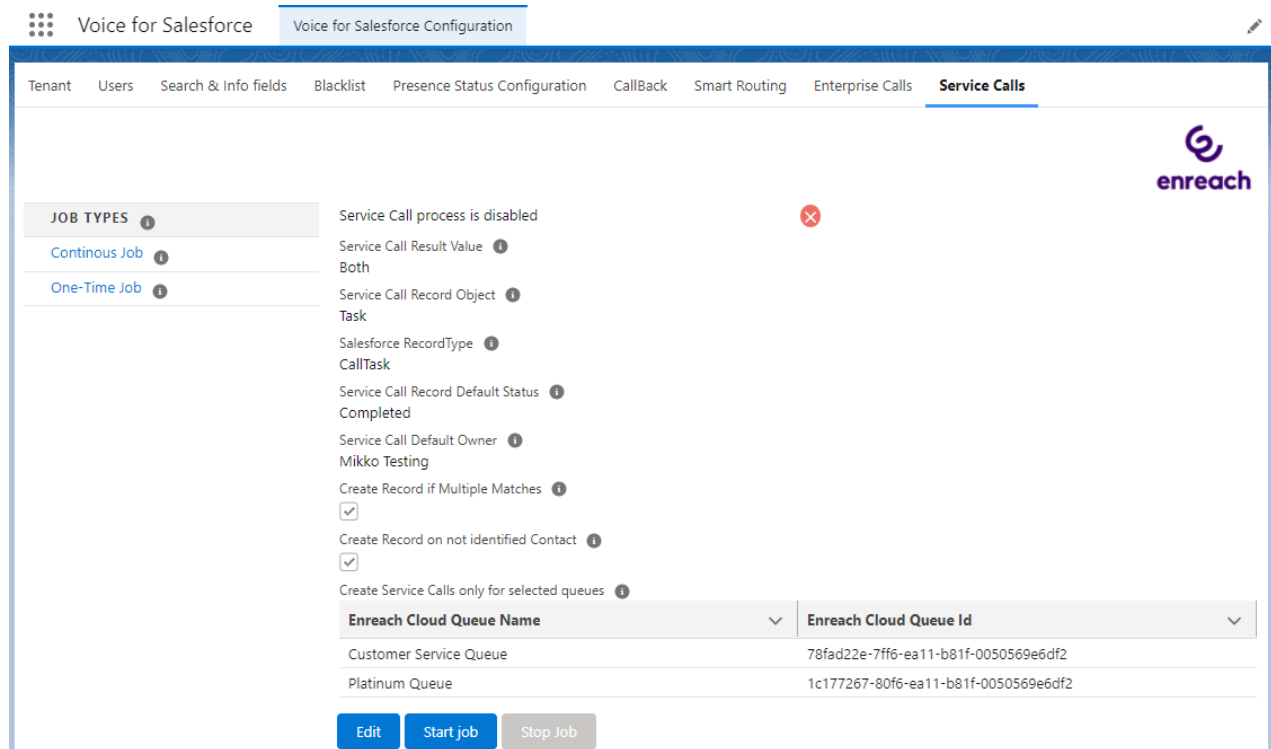 Voice for Salesforce
Voice for Salesforce Configuration
Tenant Users Search & Info fields Blacklist Presence Status Configuration CallBack Smart Routing Enterprise Calls Service Calls
enreach
JOB TYPES
Continous Job
One-Time Job
Service Call process is disabled
Service Call Result Value
Both
Service Call Record Object
Task
Salesforce RecordType
CallTask
Service Call Record Default Status
Completed
Service Call Default Owner
Mikko Testing
Create Record if Multiple Matches
Create Record on not identified Contact
Create Service Calls only for selected queues
Enreach Cloud Queue Name Enreach Cloud Queue Id
Customer Service Queue 78fad22e-7ff6-ea11-b81f-0050569e6df2
Platinum Queue 1c177267-80f6-ea11-b81f-0050569e6df2
Edit Start job Stop Job